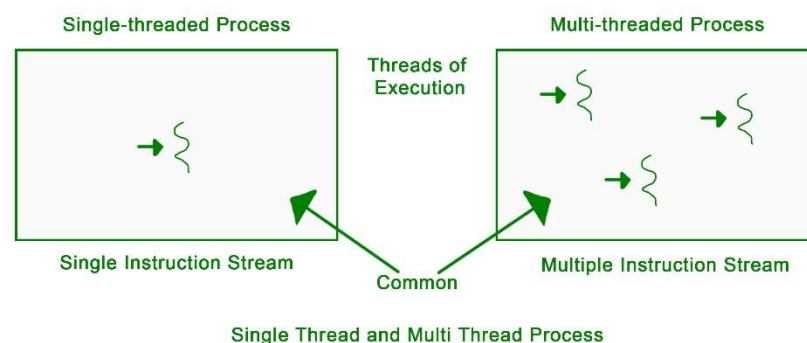 Single-threaded Process
Multi-threaded Process
Threads of
Execution
Single Instruction Stream
Common
Multiple Instruction Stream
Single Thread and Multi Thread Process